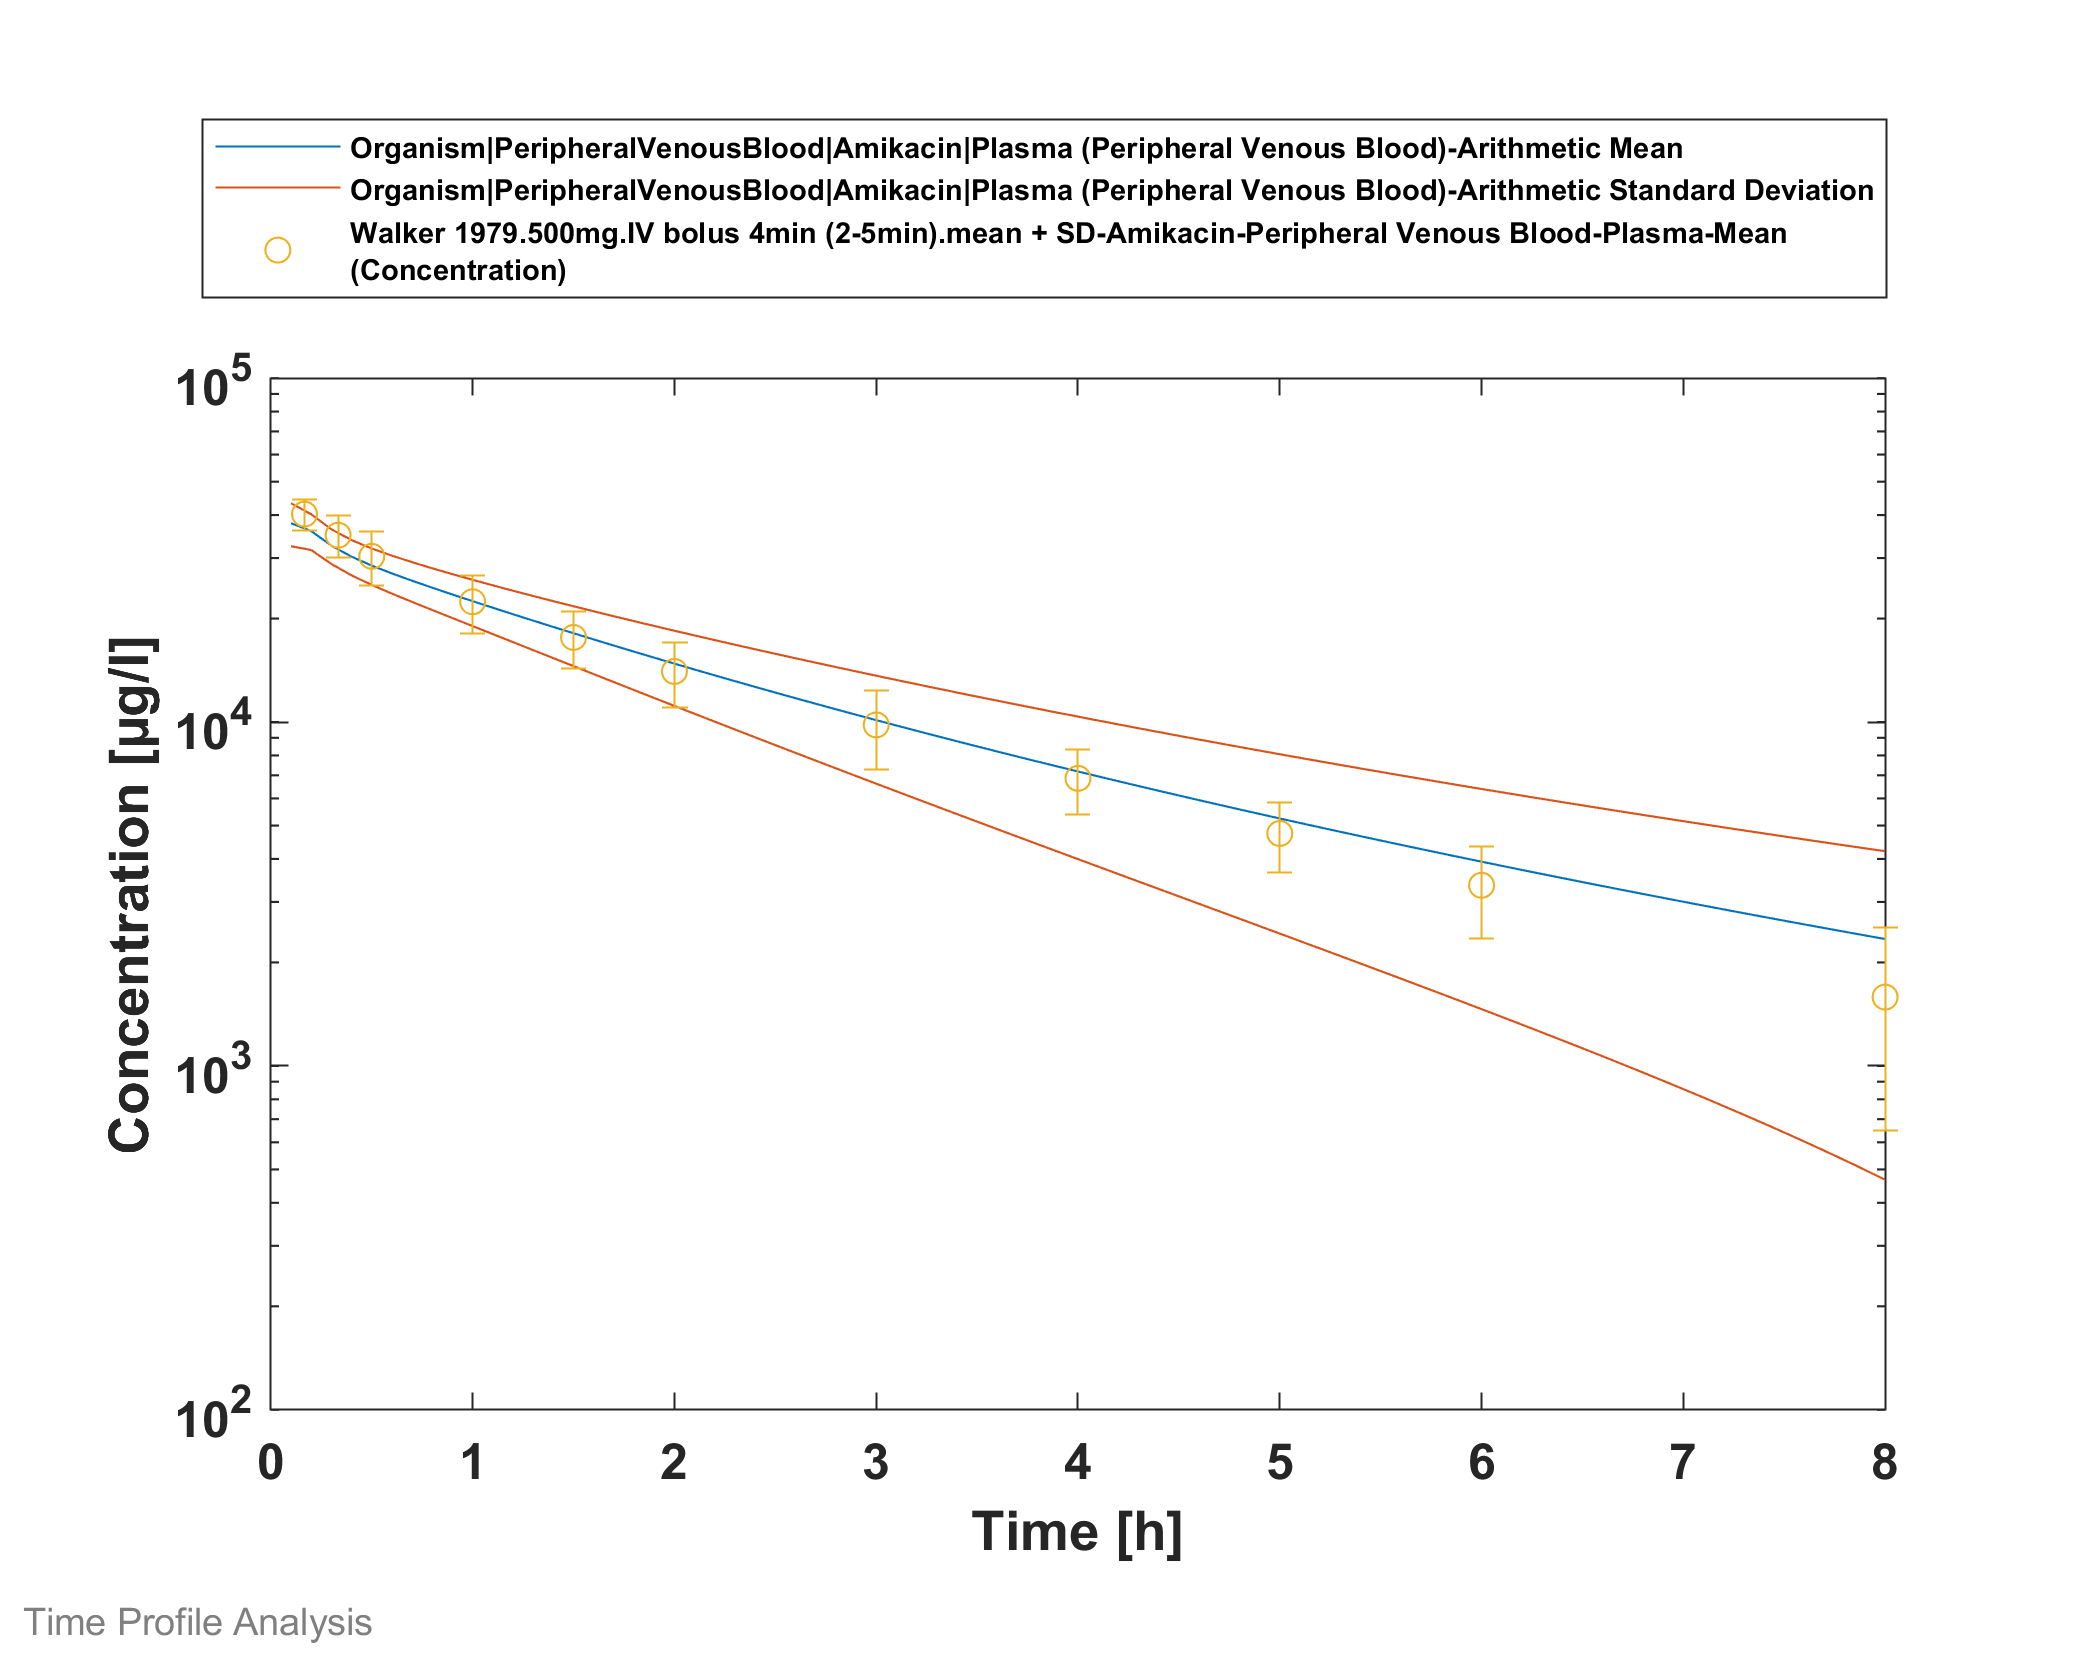 Organism|PeripheralVenousBlood|Amikacin|Plasma (Peripheral Venous Blood)-Arithmetic Mean
Organism|PeripheralVenousBlood|Amikacin|Plasma (Peripheral Venous Blood)-Arithmetic Standard Deviation
Walker 1979.500mg.IV bolus 4min (2-5min).mean + SD-Amikacin-Peripheral Venous Blood-Plasma-Mean
(Concentration)
10^5
10^4
10^3
10^2
Concentration [µg/l]
0 1 2 3 4 5 6 7 8
Time [h]
Time Profile Analysis